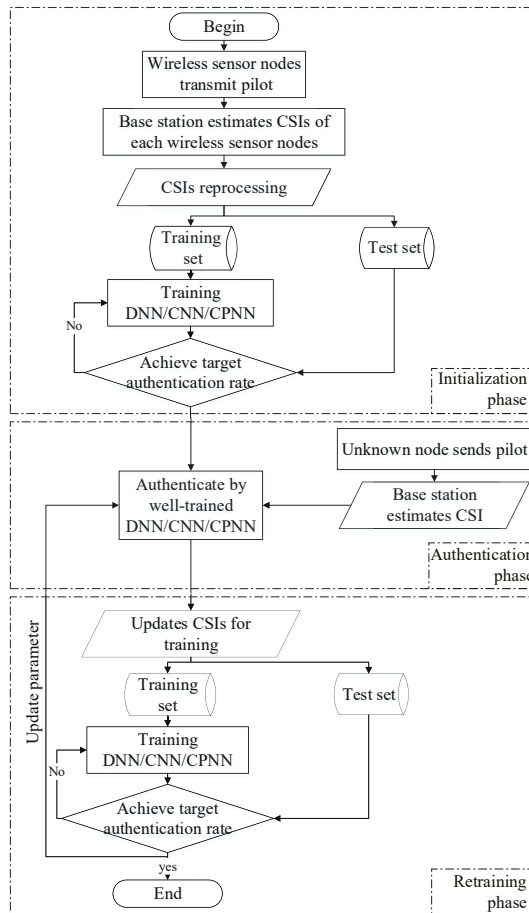 Begin
Wireless sensor nodes
transmit pilot
Base station estimates CSIs of
each wireless sensor nodes
CSIs reprocessing
Training
set
Test set
Training
DNN/CNN/CPNN
No
Achieve target
authentication rate
Initialization
phase
Unknown node sends pilot
Authenticate by
well-trained
DNN/CNN/CPNN
Base station
estimates CSI
Authentication
phase
Updates CSIs for
training
Update parameter
Training
set
Test set
Training
DNN/CNN/CPNN
No
Achieve target
authentication rate
yes
End
Retraining
phase